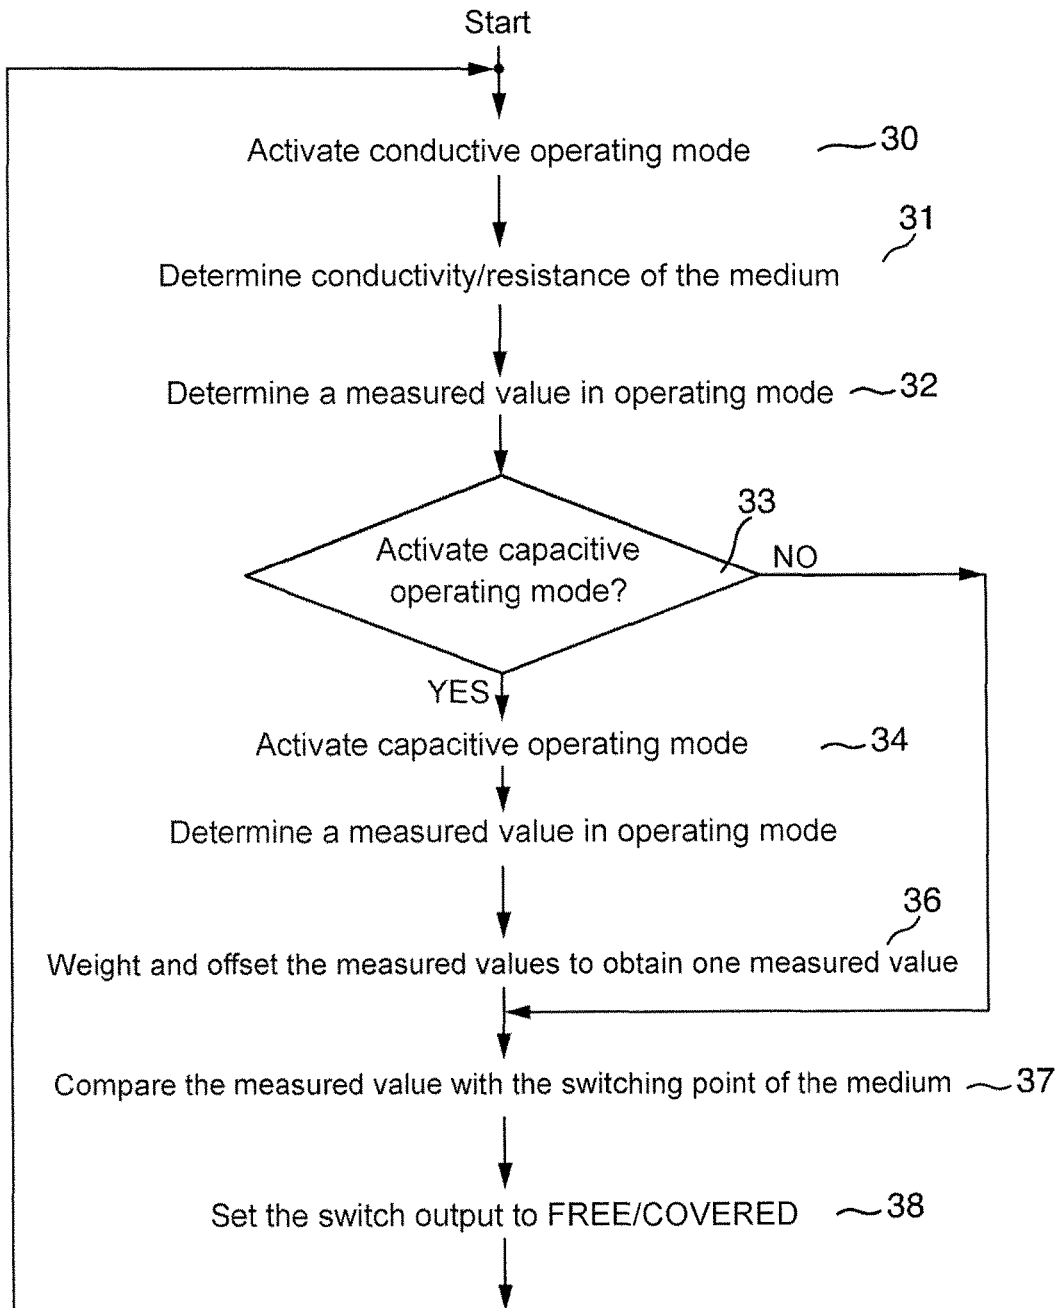 Start
Activate conductive operating mode 30
31
Determine conductivity/resistance of the medium
Determine a measured value in operating mode 32
33
Activate capacitive
operating mode?
NO
YES
Activate capacitive operating mode 34
Determine a measured value in operating mode
36
Weight and offset the measured values to obtain one measured value
Compare the measured value with the switching point of the medium 37
Set the switch output to FREE/COVERED 38